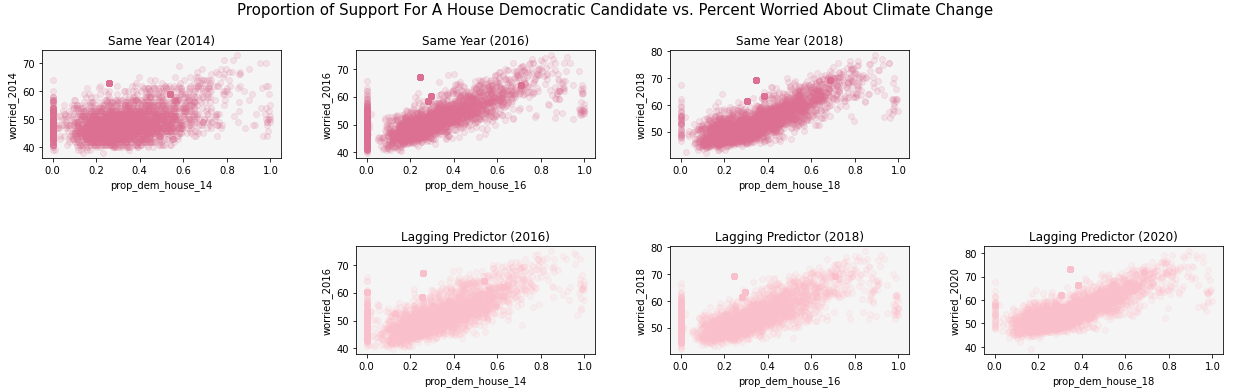 Proportion of Support For A House Democratic Candidate vs. Percent Worried About Climate Change
Same Year (2014)
70
60
50
40
worried_2014
0.0 0.2 0.4 0.6 0.8 1.0
prop_dem_house_14
Same Year (2016)
70
60
50
40
worried_2016
0.0 0.2 0.4 0.6 0.8 1.0
prop_dem_house_16
Same Year (2018)
80
70
60
50
worried_2018
0.0 0.2 0.4 0.6 0.8 1.0
prop_dem_house_18
Lagging Predictor (2016)
70
60
50
40
worried_2016
0.0 0.2 0.4 0.6 0.8 1.0
prop_dem_house_14
Lagging Predictor (2018)
80
70
60
50
worried_2018
0.0 0.2 0.4 0.6 0.8 1.0
prop_dem_house_16
Lagging Predictor (2020)
80
70
60
50
40
worried_2020
0.0 0.2 0.4 0.6 0.8 1.0
prop_dem_house_18